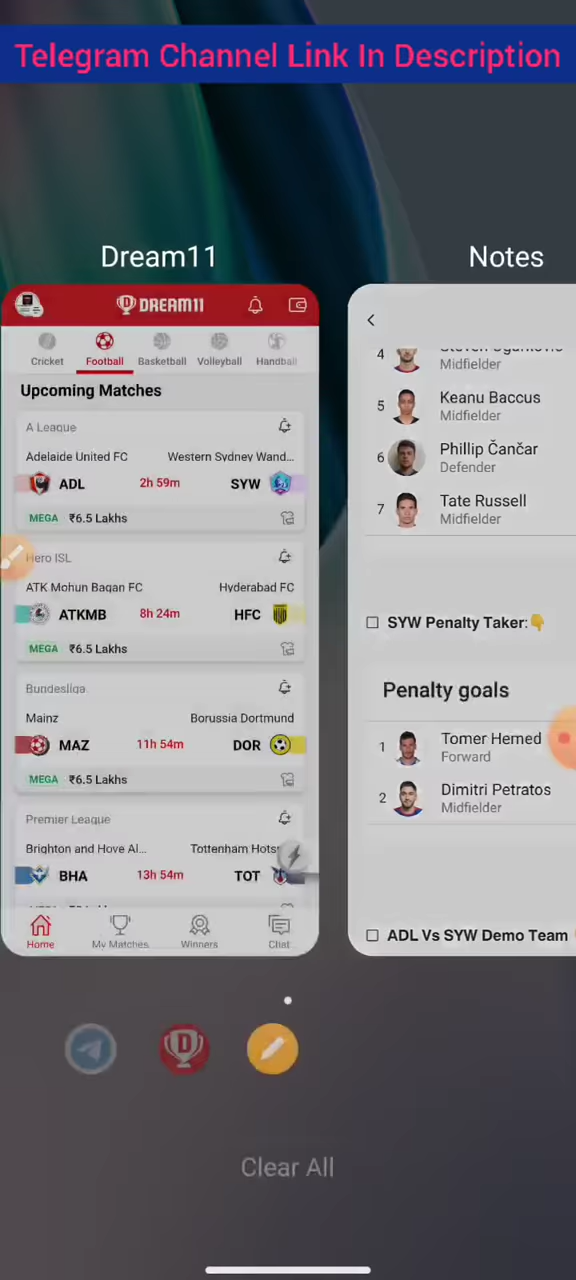 Telegram Channel Link In Description
Dream11
DREAM11
Cricket
Football
Basketball
Volleyball
Handball
Upcoming Matches
A League
Adelaide United FC Western Sydney Wand...
ADL 2h 59m SYW
MEGA ₹6.5 Lakhs
Hero ISL
ATK Mohun Bagan FC Hyderabad FC
ATKMB 8h 24m HFC
MEGA ₹6.5 Lakhs
Bundesliga
Mainz Borussia Dortmund
MAZ 11h 54m DOR
MEGA ₹6.5 Lakhs
Premier League
Brighton and Hove Al... Tottenham Hots
BHA 13h 54m TOT
Home
My Matches
Winners
Chat
Notes
4
Midfielder
5 Keanu Baccus
Midfielder
6 Phillip Čančar
Defender
7 Tate Russell
Midfielder
SYW Penalty Taker:👇
Penalty goals
1 Tomer Hemed
Forward
2 Dimitri Petratos
Midfielder
ADL Vs SYW Demo Team
Clear All